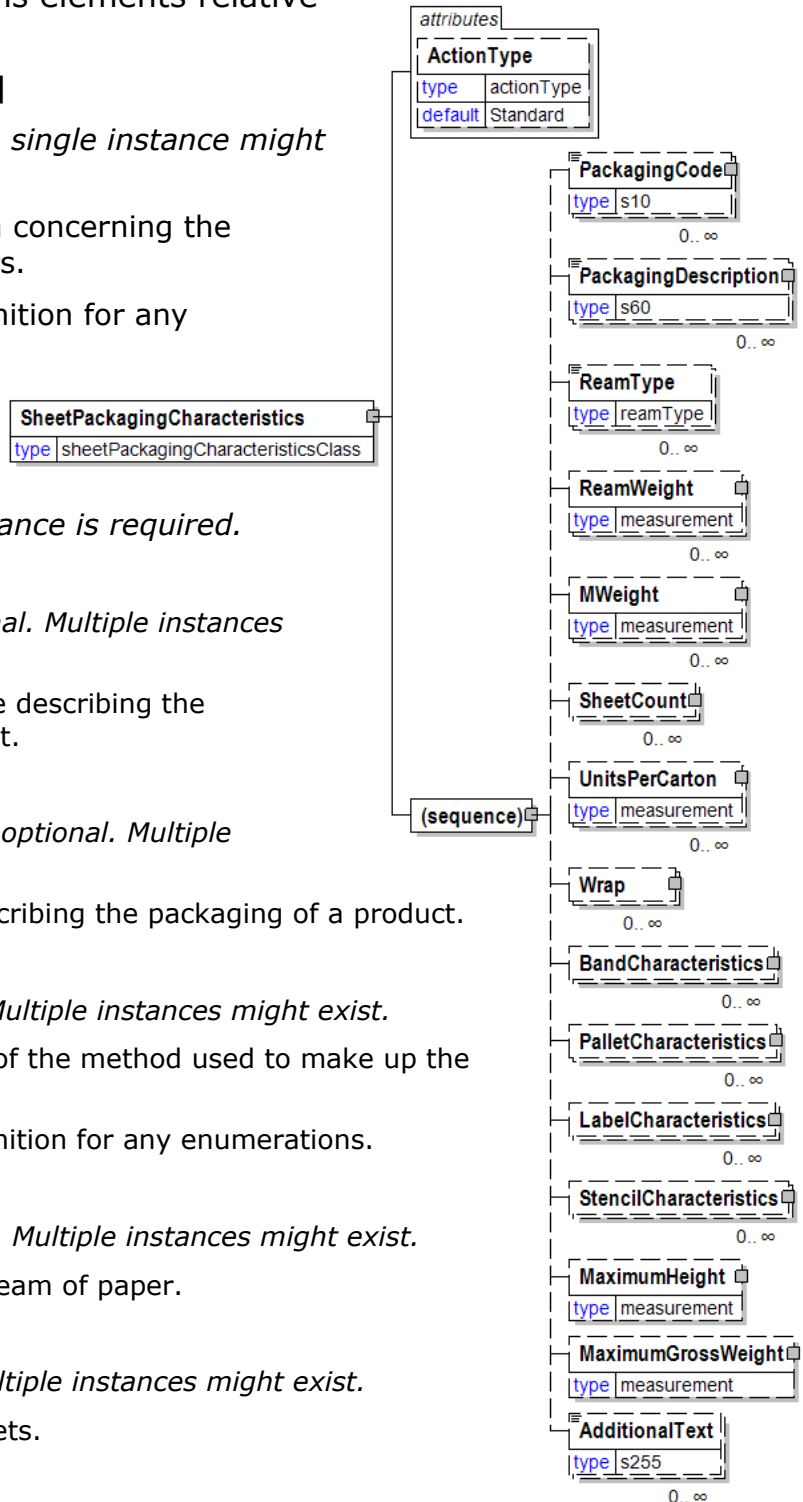 ns elements relative
single instance might
concerning the
s.
nition for any
ance is required.
al. Multiple instances
e describing the
t.
optional. Multiple
cribing the packaging of a product.
Multiple instances might exist.
of the method used to make up the
nition for any enumerations.
Multiple instances might exist.
eam of paper.
ltiple instances might exist.
ets.
SheetPackagingCharacteristics
type sheetPackagingCharacteristicsClass
attributes
ActionType
type actionType
default Standard
(sequence)
PackagingCode
type s10
0.. ∞
PackagingDescription
type s60
0.. ∞
ReamType
type reamType
0.. ∞
ReamWeight
type measurement
0.. ∞
MWeight
type measurement
0.. ∞
SheetCount
0.. ∞
UnitsPerCarton
type measurement
0.. ∞
Wrap
0.. ∞
BandCharacteristics
0.. ∞
PalletCharacteristics
0.. ∞
LabelCharacteristics
0.. ∞
StencilCharacteristics
0.. ∞
MaximumHeight
type measurement
MaximumGrossWeight
type measurement
AdditionalText
type s255
0.. ∞